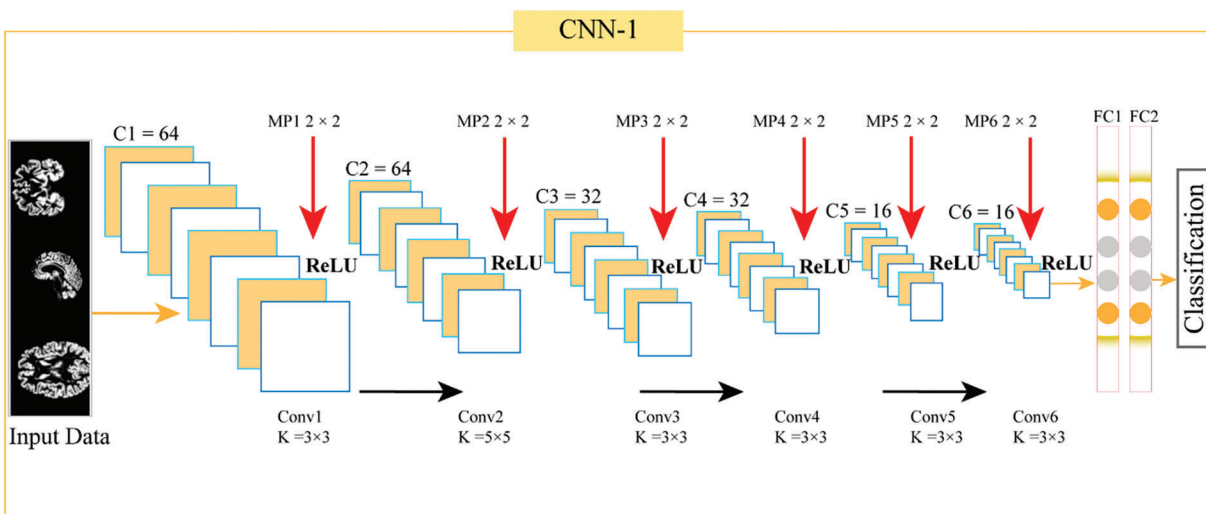 CNN-1
C1 = 64
MP1 2 × 2
C2 = 64
MP2 2 × 2
C3 = 32
MP3 2 × 2
C4 = 32
MP4 2 × 2
C5 = 16
MP5 2 × 2
C6 = 16
MP6 2 × 2
FC1
FC2
ReLU
ReLU
ReLU
ReLU
ReLU
ReLU
Classification
Input Data
Conv1
K =3×3
Conv2
K =5×5
Conv3
K =3×3
Conv4
K =3×3
Conv5
K =3×3
Conv6
K =3×3